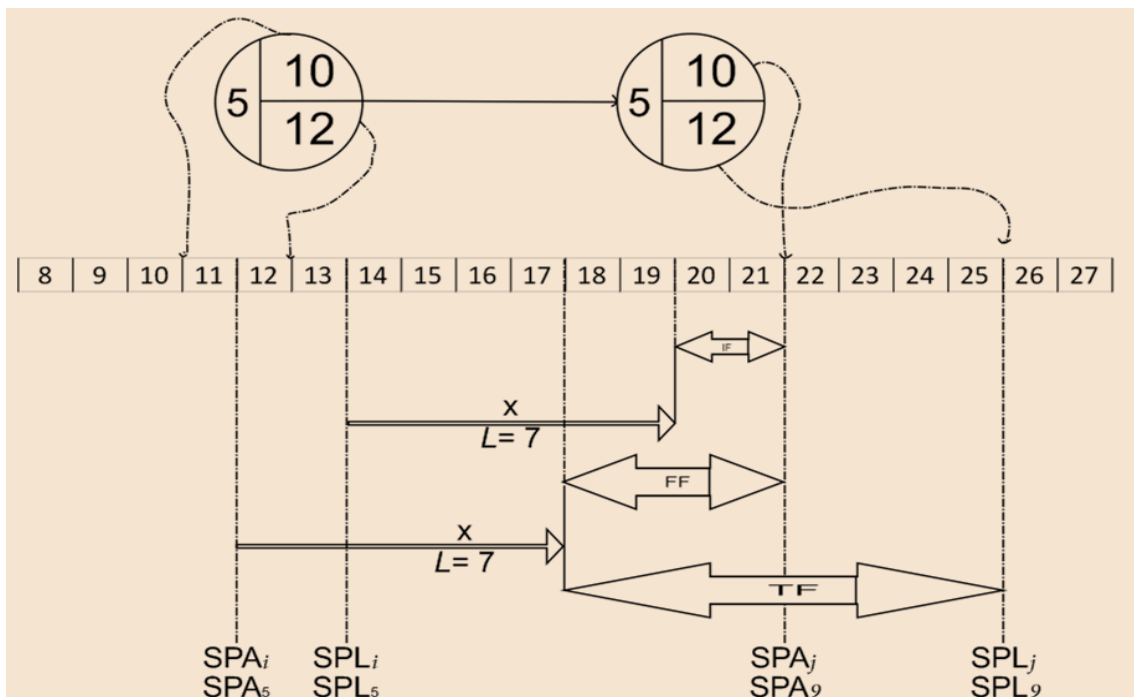 10
5
12
10
5
12
8 9 10 11 12 13 14 15 16 17 18 19 20 21 22 23 24 25 26 27
IF
x
L= 7
FF
x
L= 7
TF
SPAi SPLi SPAj SPLj
SPA5 SPL5 SPA9 SPL9